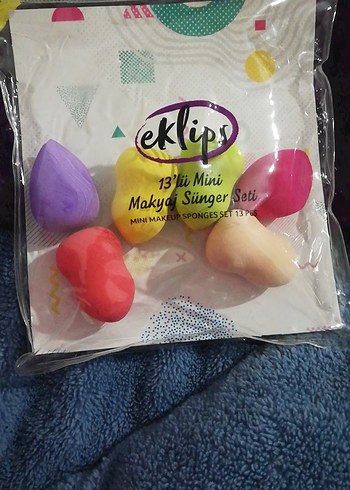 eklips
13'lü Mini
Makyaj Sünger Seti
MINI MAKEUP SPONGES SET 13 PCS